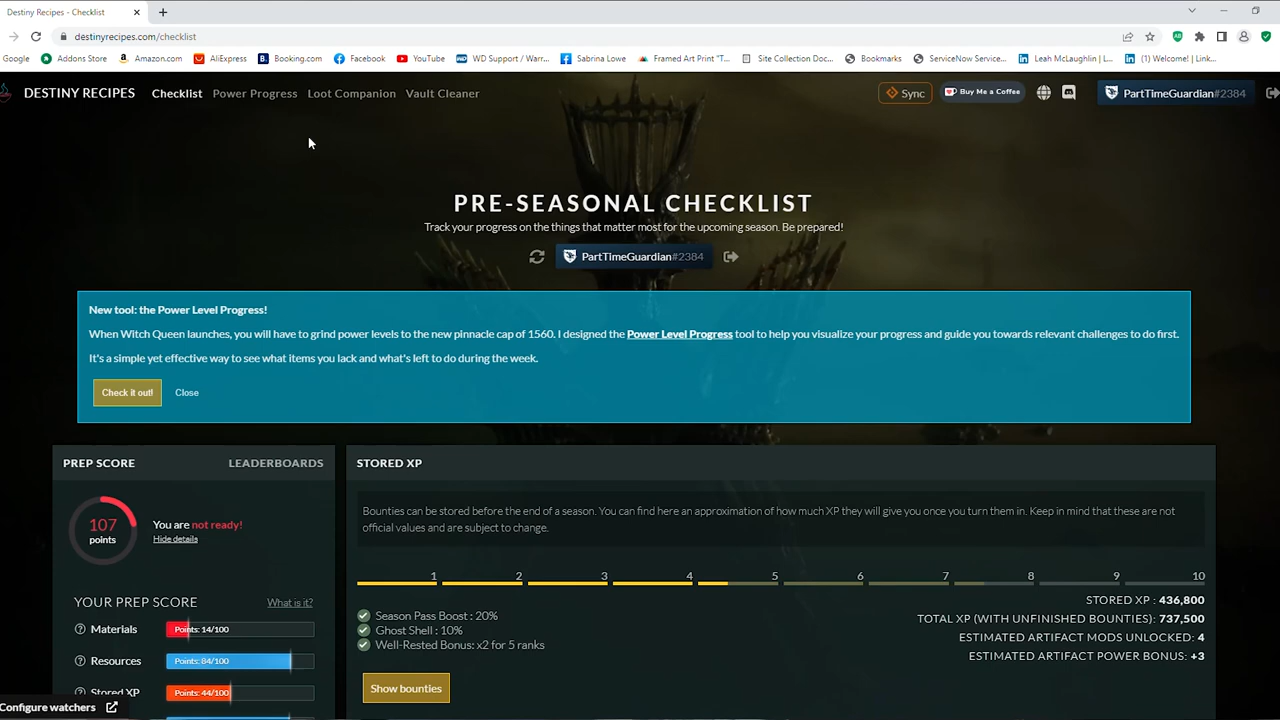 Destiny Recipes - Checklist
destinyrecipes.com/checklist
Google Addons Store Amazon.com AliExpress Booking.com Facebook YouTube WD Support / Warr... Sabrina Lowe Framed Art Print "T... Site Collection Doc... Bookmarks ServiceNow Service... Leah McLaughlin | L... (1) Welcome! | Link...
DESTINY RECIPES Checklist Power Progress Loot Companion Vault Cleaner Sync Buy Me a Coffee PartTimeGuardian#2384
PRE-SEASONAL CHECKLIST
Track your progress on the things that matter most for the upcoming season. Be prepared!
PartTimeGuardian#2384
New tool: the Power Level Progress!
When Witch Queen launches, you will have to grind power levels to the new pinnacle cap of 1560. I designed the Power Level Progress tool to help you visualize your progress and guide you towards relevant challenges to do first.
It's a simple yet effective way to see what items you lack and what's left to do during the week.
Check it out! Close
PREP SCORE LEADERBOARDS
107
points
You are not ready!
Hide details
YOUR PREP SCORE What is it?
Materials Points: 14/100
Resources Points: 84/100
Stored XP Points: 44/100
Configure watchers
STORED XP
Bounties can be stored before the end of a season. You can find here an approximation of how much XP they will give you once you turn them in. Keep in mind that these are not
official values and are subject to change.
1 2 3 4 5 6 7 8 9 10
Season Pass Boost : 20%
Ghost Shell : 10%
Well-Rested Bonus: x2 for 5 ranks
STORED XP : 436,800
TOTAL XP (WITH UNFINISHED BOUNTIES): 737,500
ESTIMATED ARTIFACT MODS UNLOCKED: 4
ESTIMATED ARTIFACT POWER BONUS: +3
Show bounties